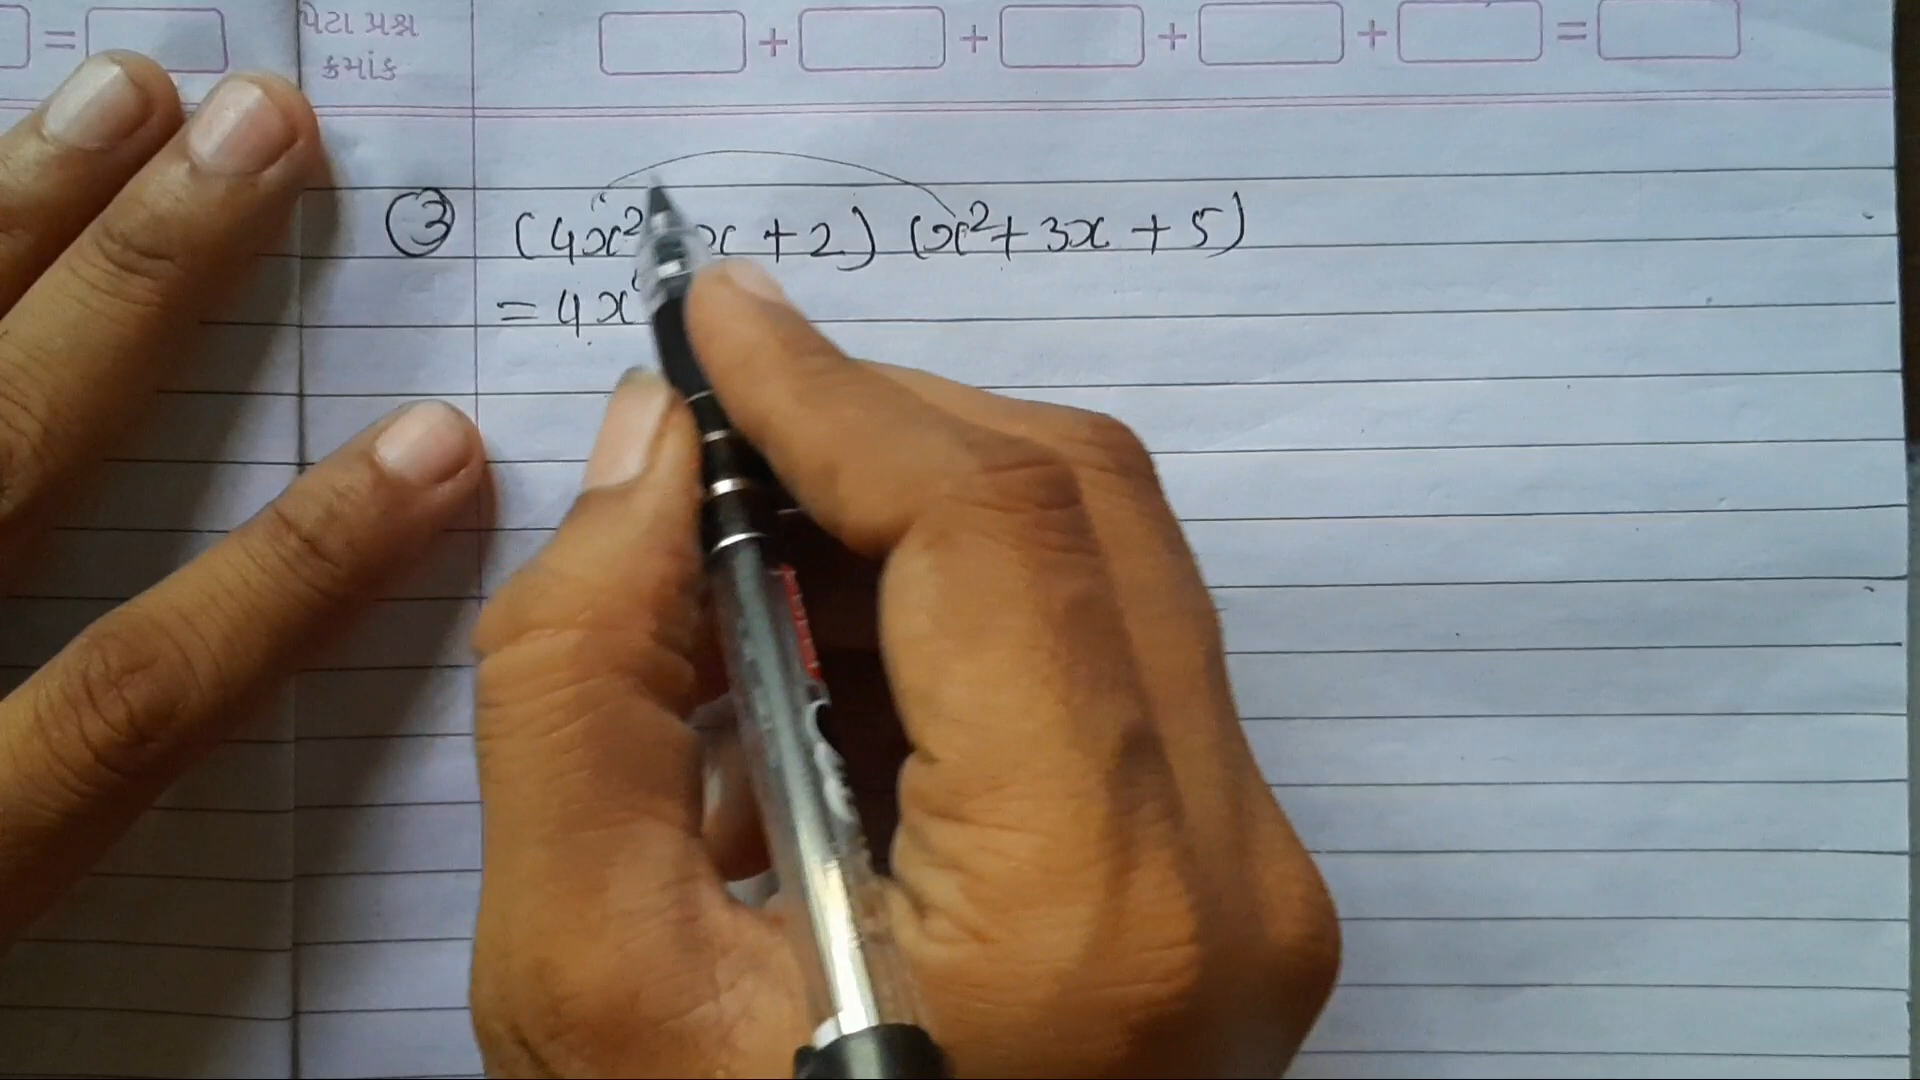 =
પેટા પ્રશ્ન
ક્રમાંક
+ + + + =
③ (4x² x + 2) (x² + 3x + 5)
= 4x